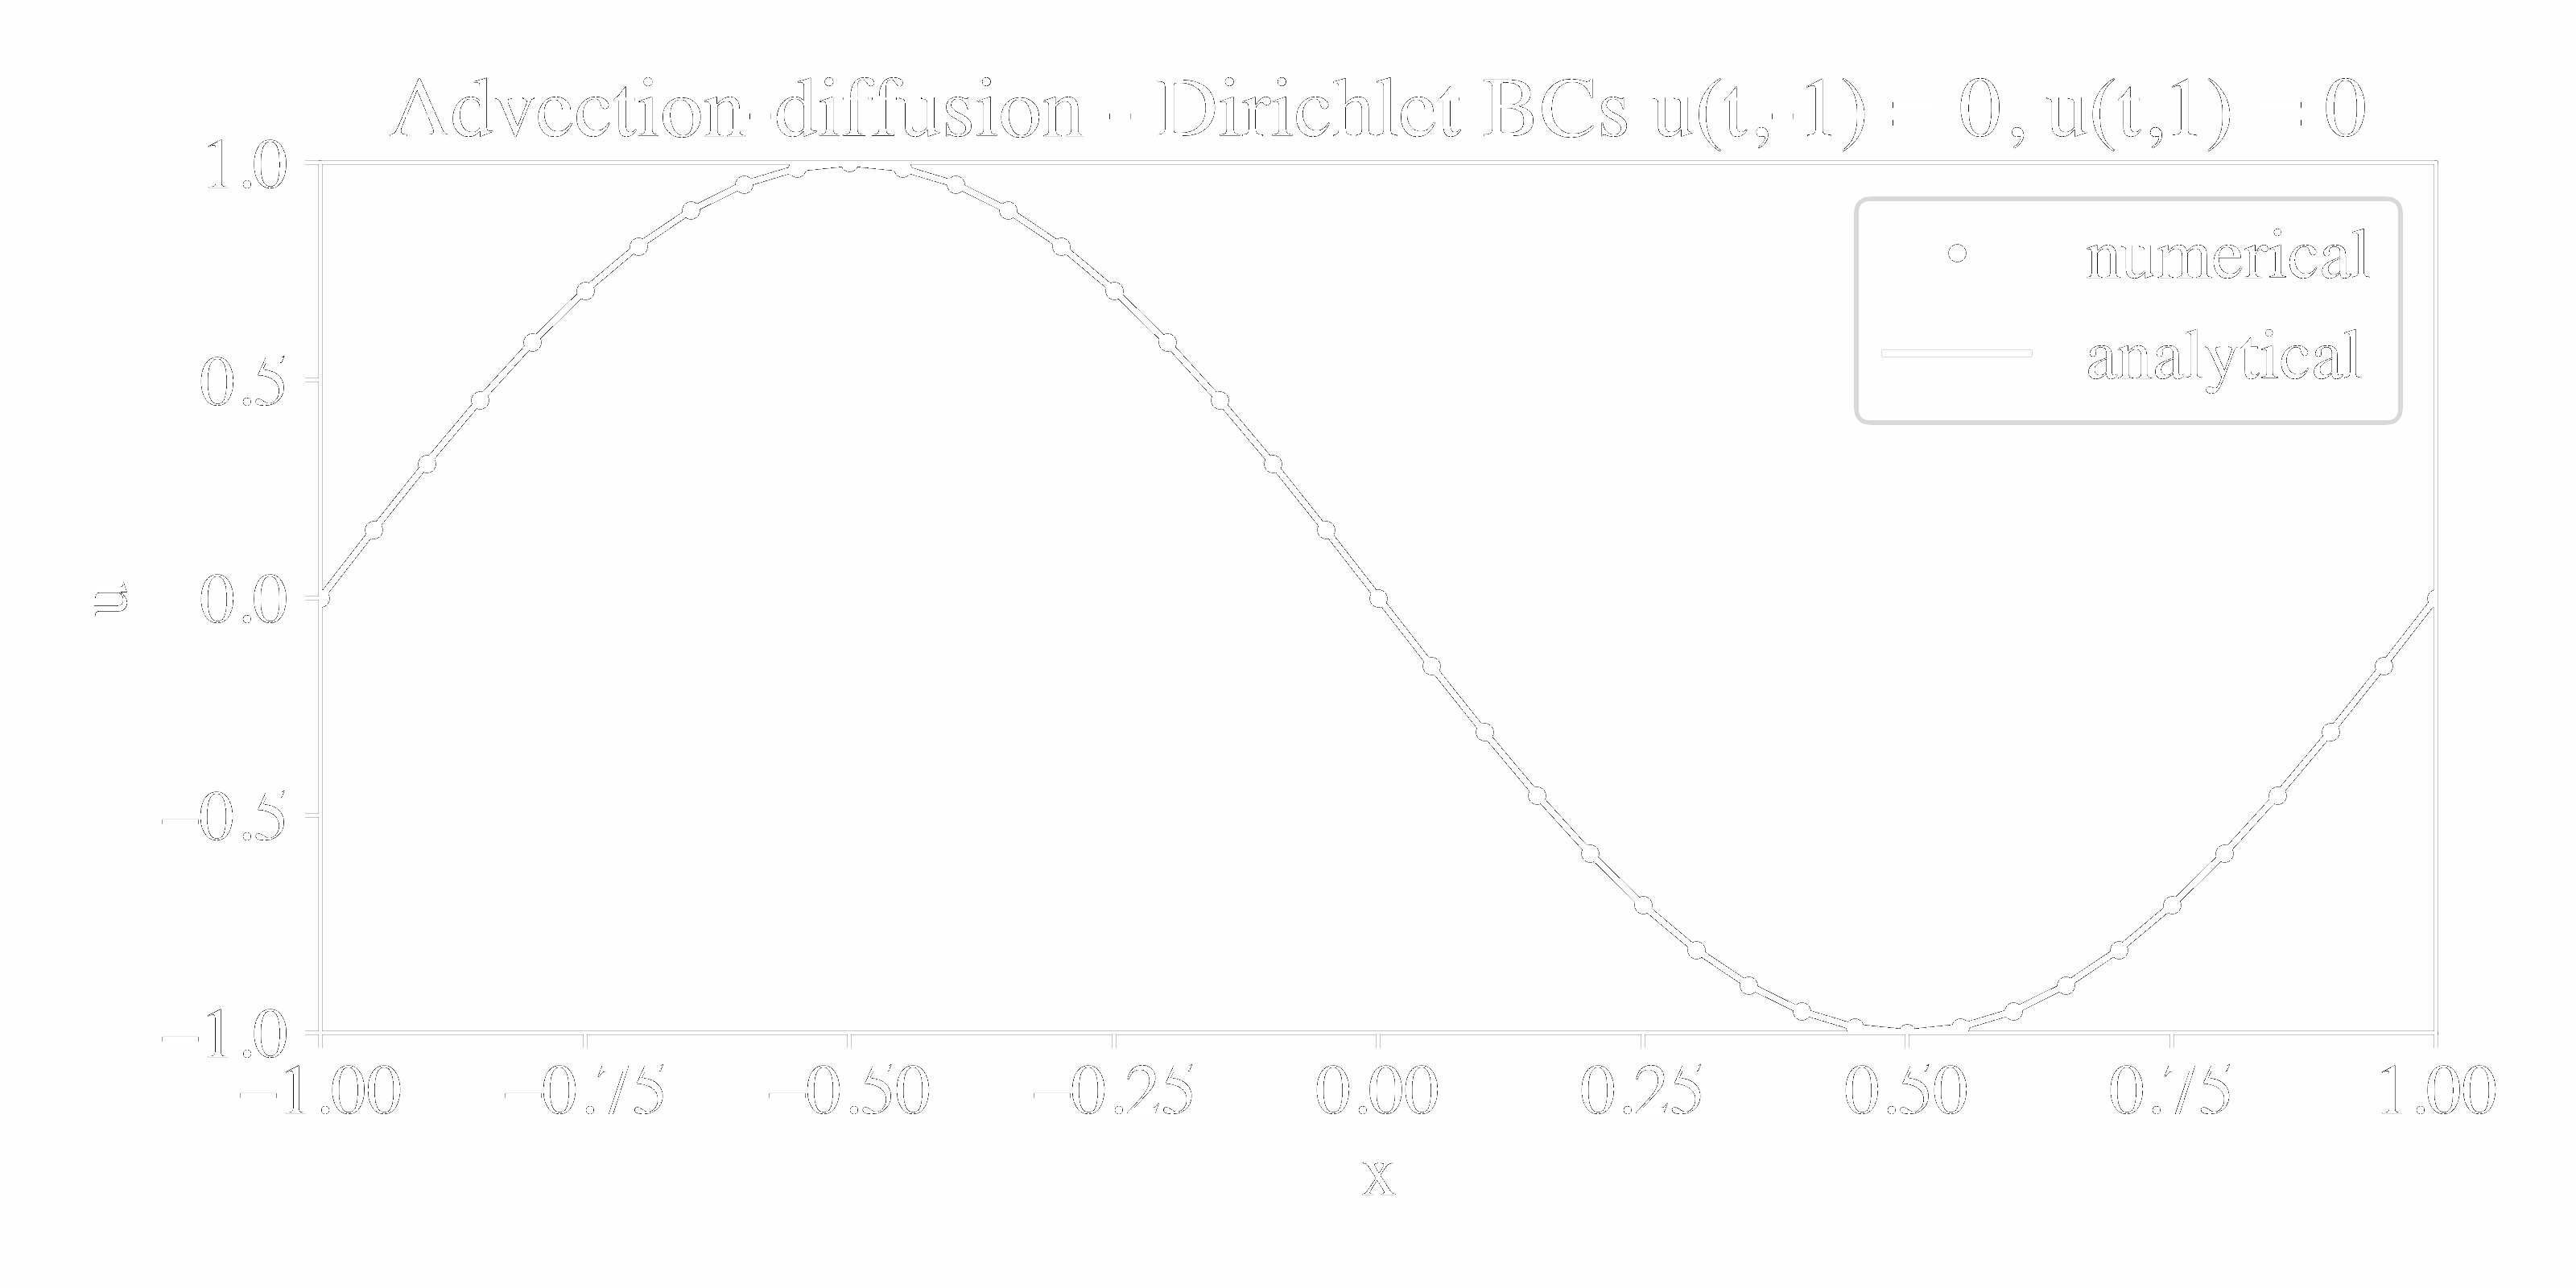 Advection-diffusion - Dirichlet BCs u(t,-1) = 0, u(t,1) = 0
1.0
numerical
analytical
0.5
0.0
u
−0.5
−1.0
−1.00 −0.75 −0.50 −0.25 0.00 0.25 0.50 0.75 1.00
x